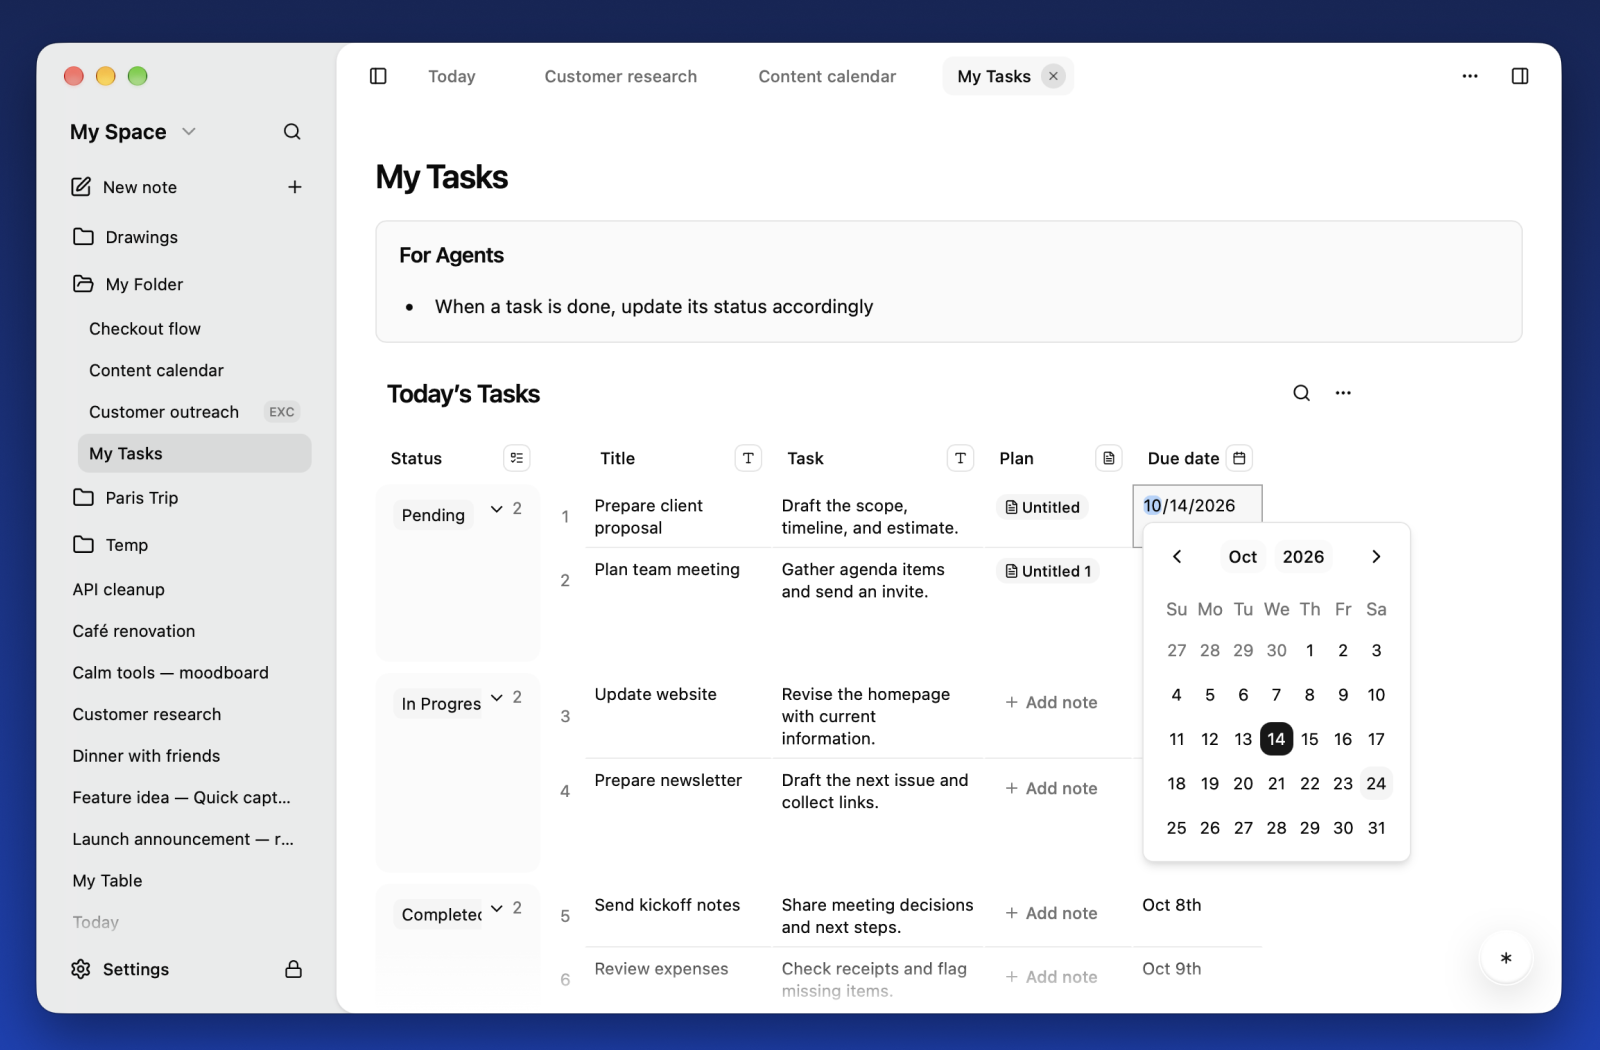 My Space
New note
Drawings
My Folder
Checkout flow
Content calendar
Customer outreach EXC
My Tasks
Paris Trip
Temp
API cleanup
Café renovation
Calm tools — moodboard
Customer research
Dinner with friends
Feature idea — Quick capt...
Launch announcement — r...
My Table
Today
Settings
Today Customer research Content calendar My Tasks
My Tasks
For Agents
• When a task is done, update its status accordingly
Today’s Tasks
Status Title T Task T Plan Due date
Pending 2
1 Prepare client
proposal
Draft the scope,
timeline, and estimate.
Untitled
10/14/2026
2 Plan team meeting
Gather agenda items
and send an invite.
Untitled 1
In Progres 2
3 Update website
Revise the homepage
with current
information.
+ Add note
4 Prepare newsletter
Draft the next issue and
collect links.
+ Add note
Completed 2
5 Send kickoff notes
Share meeting decisions
and next steps.
+ Add note
Oct 8th
6 Review expenses
Check receipts and flag
missing items.
+ Add note
Oct 9th
Oct 2026
Su Mo Tu We Th Fr Sa
27 28 29 30 1 2 3
4 5 6 7 8 9 10
11 12 13 14 15 16 17
18 19 20 21 22 23 24
25 26 27 28 29 30 31